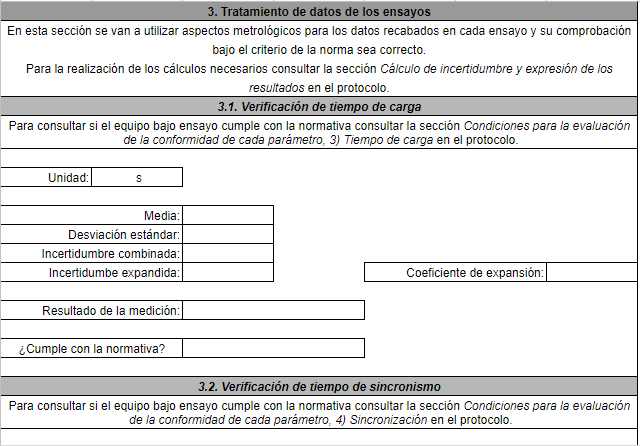 3. Tratamiento de datos de los ensayos
En esta sección se van a utilizar aspectos metrológicos para los datos recabados en cada ensayo y su comprobación
bajo el criterio de la norma sea correcto.
Para la realización de los cálculos necesarios consultar la sección Cálculo de incertidumbre y expresión de los
resultados en el protocolo.
3.1. Verificación de tiempo de carga
Para consultar si el equipo bajo ensayo cumple con la normativa consultar la sección Condiciones para la evaluación
de la conformidad de cada parámetro, 3) Tiempo de carga en el protocolo.
Unidad: s
Media:
Desviación estándar:
Incertidumbre combinada:
Incertidumbe expandida: Coeficiente de expansión:
Resultado de la medición:
¿Cumple con la normativa?
3.2. Verificación de tiempo de sincronismo
Para consultar si el equipo bajo ensayo cumple con la normativa consultar la sección Condiciones para la evaluación
de la conformidad de cada parámetro, 4) Sincronización en el protocolo.